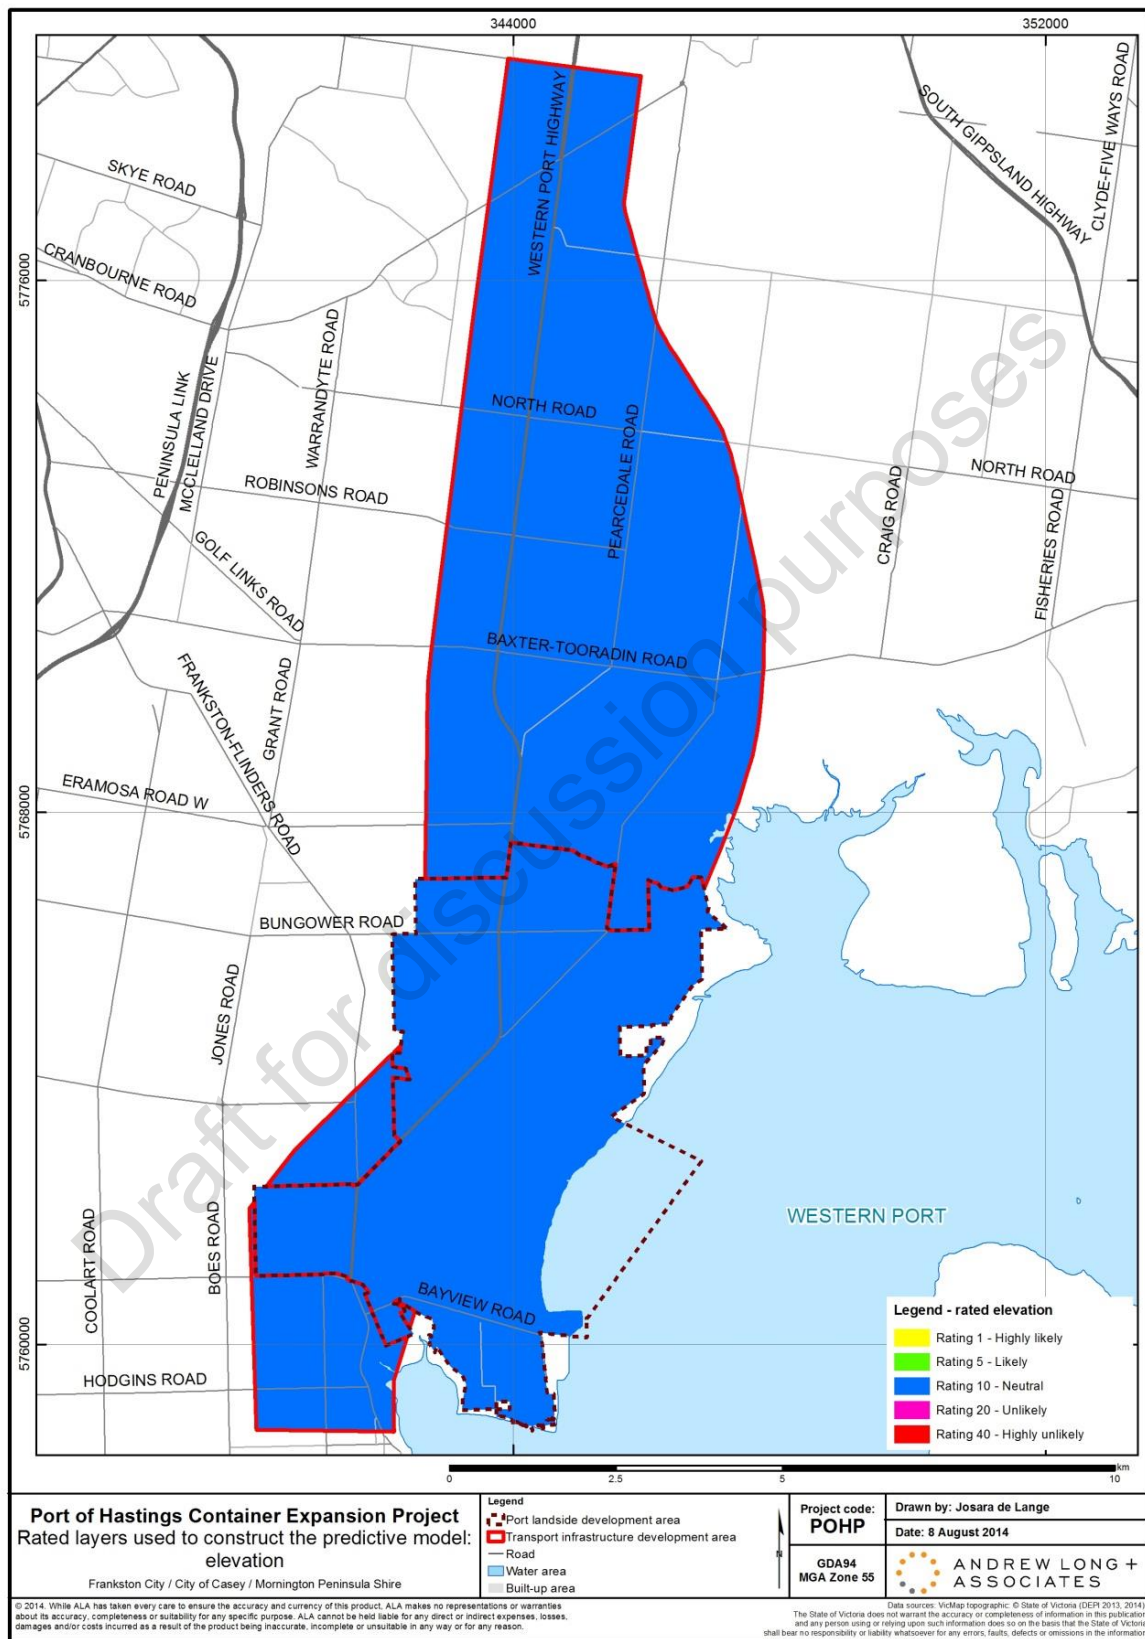 344000
352000
WESTERN PORT HIGHWAY
SOUTH GIPPSLAND HIGHWAY
CLYDE-FIVE WAYS ROAD
SKYE ROAD
CRANBOURNE ROAD
5776000
PENINSULA LINK
MCCLELLAND DRIVE
WARRANDYTE ROAD
NORTH ROAD
PEARCEDALE ROAD
NORTH ROAD
ROBINSONS ROAD
CRAIG ROAD
FISHERIES ROAD
GOLF LINKS ROAD
BAXTER-TOORADIN ROAD
FRANKSTON-FLINDERS ROAD
GRANT ROAD
ERAMOSA ROAD W
5768000
BUNGOWER ROAD
JONES ROAD
Draft for discussion purposes
COOLART ROAD
BOES ROAD
WESTERN PORT
BAYVIEW ROAD
5760000
HODGINS ROAD
Legend - rated elevation
Rating 1 - Highly likely
Rating 5 - Likely
Rating 10 - Neutral
Rating 20 - Unlikely
Rating 40 - Highly unlikely
0 2.5 5 10 km
Port of Hastings Container Expansion Project
Rated layers used to construct the predictive model:
elevation
Frankston City / City of Casey / Mornington Peninsula Shire
Legend
Port landside development area
Transport infrastructure development area
Road
Water area
Built-up area
N
Project code:
POHP
GDA94
MGA Zone 55
Drawn by: Josara de Lange
Date: 8 August 2014
ANDREW LONG +
ASSOCIATES
© 2014. While ALA has taken every care to ensure the accuracy and currency of this product, ALA makes no representations or warranties
about its accuracy, completeness or suitability for any specific purpose. ALA cannot be held liable for any direct or indirect expenses, losses,
damages and/or costs incurred as a result of the product being inaccurate, incomplete or unsuitable in any way or for any reason.
Data sources: VicMap topographic: © State of Victoria (DEPI 2013, 2014)
The State of Victoria does not warrant the accuracy or completeness of information in this publication
and any person using or relying upon such information does so on the basis that the State of Victoria
shall bear no responsibility or liability whatsoever for any errors, faults, defects or omissions in the information